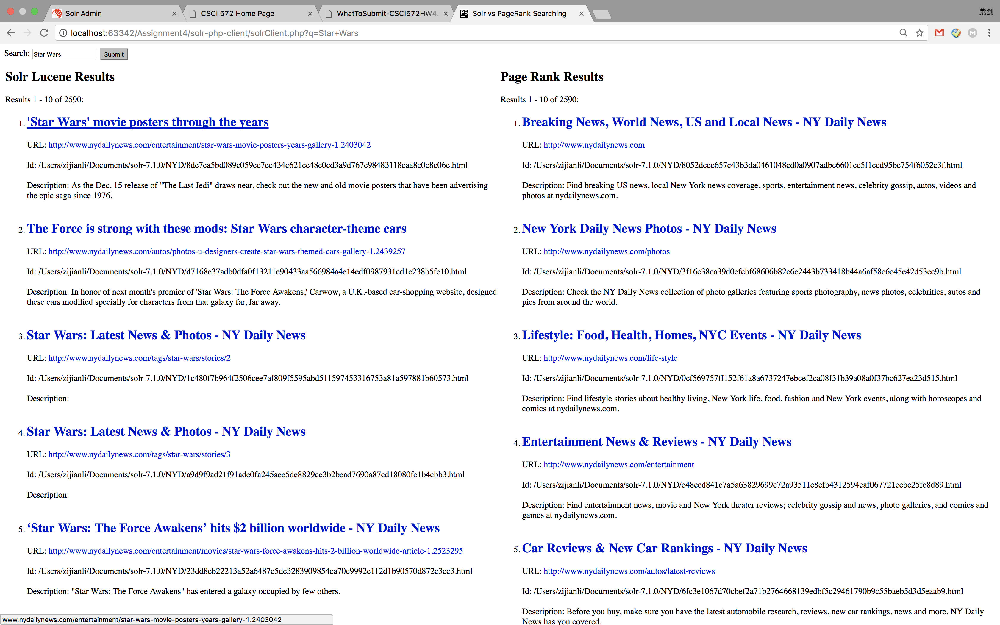 Solr Admin
CSCI 572 Home Page
WhatToSubmit-CSCI572HW4.
Solr vs PageRank Searching
紫剑
localhost:63342/Assignment4/solr-php-client/solrClient.php?q=Star+Wars
Search: Star Wars Submit
Solr Lucene Results
Results 1 - 10 of 2590:
1. 'Star Wars' movie posters through the years
URL: http://www.nydailynews.com/entertainment/star-wars-movie-posters-years-gallery-1.2403042
Id: /Users/zijianli/Documents/solr-7.1.0/NYD/8de7ea5bd089c059ec7ec434e621ce48e0cd3a9d767c98483118caa8e0e8e06e.html
Description: As the Dec. 15 release of "The Last Jedi" draws near, check out the new and old movie posters that have been advertising
the epic saga since 1976.
2. The Force is strong with these mods: Star Wars character-theme cars
URL: http://www.nydailynews.com/autos/photos-u-designers-create-star-wars-themed-cars-gallery-1.2439257
Id: /Users/zijianli/Documents/solr-7.1.0/NYD/d7168e37adb0dfa0f13211e90433aa566984a4e14edf0987931cd1e238b5fe10.html
Description: In honor of next month's premier of 'Star Wars: The Force Awakens,' Carwow, a U.K.-based car-shopping website, designed
these cars modified specially for characters from that galaxy far, far away.
3. Star Wars: Latest News & Photos - NY Daily News
URL: http://www.nydailynews.com/tags/star-wars/stories/2
Id: /Users/zijianli/Documents/solr-7.1.0/NYD/1c480f7b964f2506cee7af809f5595abd511597453316753a81a597881b60573.html
Description:
4. Star Wars: Latest News & Photos - NY Daily News
URL: http://www.nydailynews.com/tags/star-wars/stories/3
Id: /Users/zijianli/Documents/solr-7.1.0/NYD/a9d9f9ad21f91ade0fa245aee5de8829ce3b2bead7690a87cd18080fc1b4cbb3.html
Description:
5. ‘Star Wars: The Force Awakens’ hits $2 billion worldwide - NY Daily News
URL: http://www.nydailynews.com/entertainment/movies/star-wars-force-awakens-hits-2-billion-worldwide-article-1.2523295
Id: /Users/zijianli/Documents/solr-7.1.0/NYD/23dd8eb22213a52a6487e5dc3283909854ea70c9992c112d1b90570d872e3ee3.html
Description: "Star Wars: The Force Awakens" has entered a galaxy occupied by few others.
Page Rank Results
Results 1 - 10 of 2590:
1. Breaking News, World News, US and Local News - NY Daily News
URL: http://www.nydailynews.com
Id: /Users/zijianli/Documents/solr-7.1.0/NYD/8052dcee657e43b3da0461048ed0a0907adbc6601ec5f1ccd95be754f6052e3f.html
Description: Find breaking US news, local New York news coverage, sports, entertainment news, celebrity gossip, autos, videos and
photos at nydailynews.com.
2. New York Daily News Photos - NY Daily News
URL: http://www.nydailynews.com/photos
Id: /Users/zijianli/Documents/solr-7.1.0/NYD/3f16c38ca39d0efcbf68606b82c6e2443b733418b44a6af58c6c45e42d53ec9b.html
Description: Check the NY Daily News collection of photo galleries featuring sports photography, news photos, celebrities, autos and
pics from around the world.
3. Lifestyle: Food, Health, Homes, NYC Events - NY Daily News
URL: http://www.nydailynews.com/life-style
Id: /Users/zijianli/Documents/solr-7.1.0/NYD/0cf569757ff152f61a8a6737247ebcef2ca08f31b39a08a0f37bc627ea23d515.html
Description: Find lifestyle stories about healthy living, New York life, food, fashion and New York events, along with horoscopes and
comics at nydailynews.com.
4. Entertainment News & Reviews - NY Daily News
URL: http://www.nydailynews.com/entertainment
Id: /Users/zijianli/Documents/solr-7.1.0/NYD/e48ccd841e7a5a63829699c72a93511c8efb4312594eaf067721ecbc25fe8d89.html
Description: Find entertainment news, movie and New York theater reviews; celebrity gossip and news, photo galleries, and comics and
games at nydailynews.com.
5. Car Reviews & New Car Rankings - NY Daily News
URL: http://www.nydailynews.com/autos/latest-reviews
Id: /Users/zijianli/Documents/solr-7.1.0/NYD/6fc3e1067d70cbef2a71b2764668139edbf5c29461790b9c55baeb5d3d5eaab9.html
Description: Before you buy, make sure you have the latest automobile research, reviews, new car rankings, news and more. NY Daily
News has you covered.
www.nydailynews.com/entertainment/star-wars-movie-posters-years-gallery-1.2403042